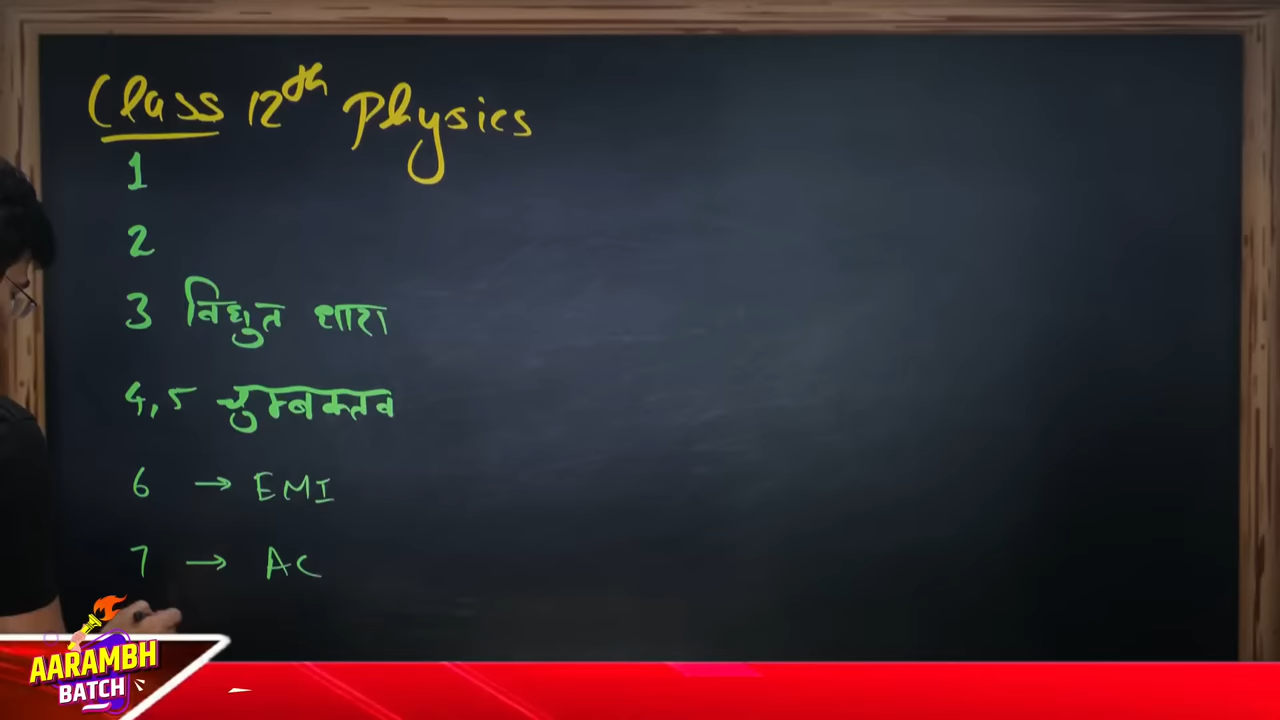 Class 12th Physics
1
2
3 विद्युत धारा
4,5 चुम्बकत्व
6 → EMI
7 → AC
AARAMBH
BATCH